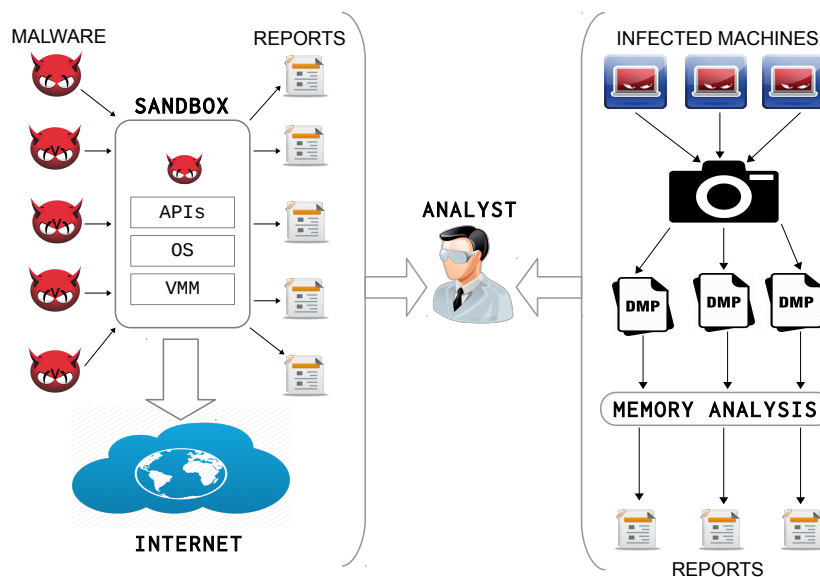 MALWARE
REPORTS
SANDBOX
APIs
OS
VMM
INTERNET
ANALYST
INFECTED MACHINES
DMP
DMP
DMP
MEMORY ANALYSIS
REPORTS